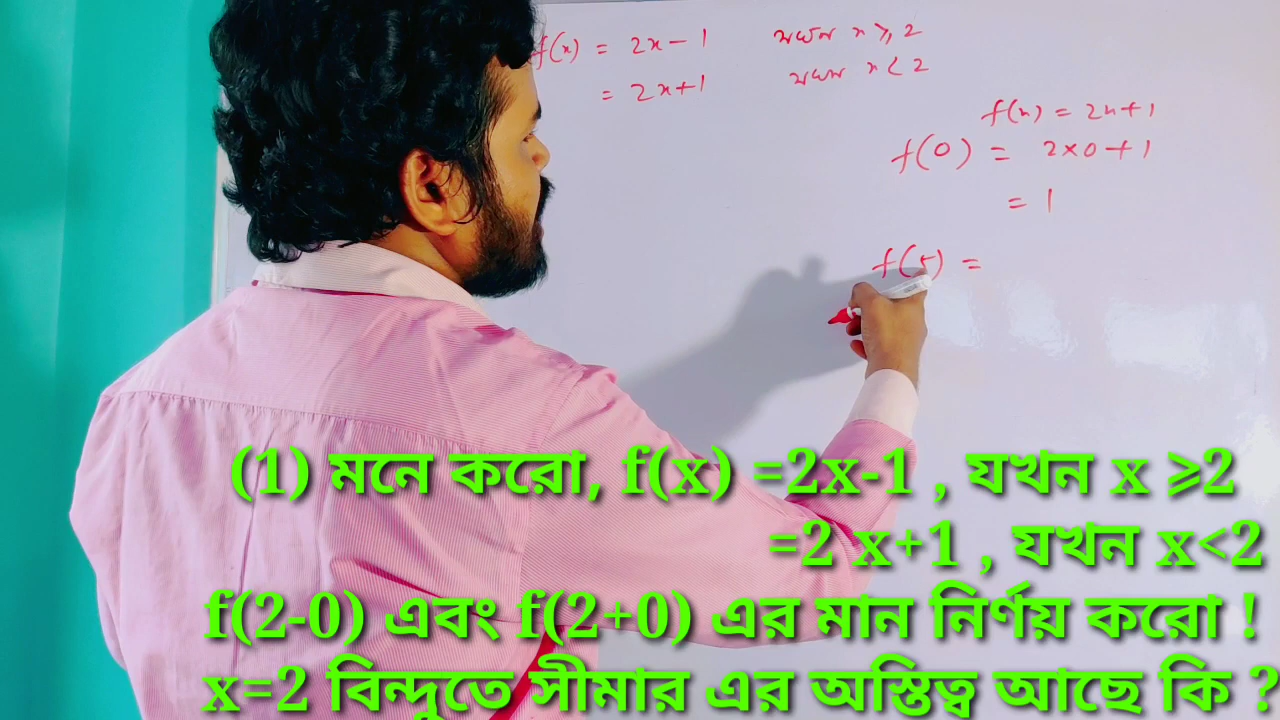 f(x) = 2x - 1 যখন x ≥ 2
= 2x+1 যখন x < 2
f(x) = 2x+1
f(0) = 2×0+1
= 1
f(5) =
(1) মনে করো, f(x) =2x-1 , যখন x ⩾2
=2 x+1 , যখন x<2
f(2-0) এবং f(2+0) এর মান নির্ণয় করো !
x=2 বিন্দুতে সীমার এর অস্তিত্ব আছে কি ?